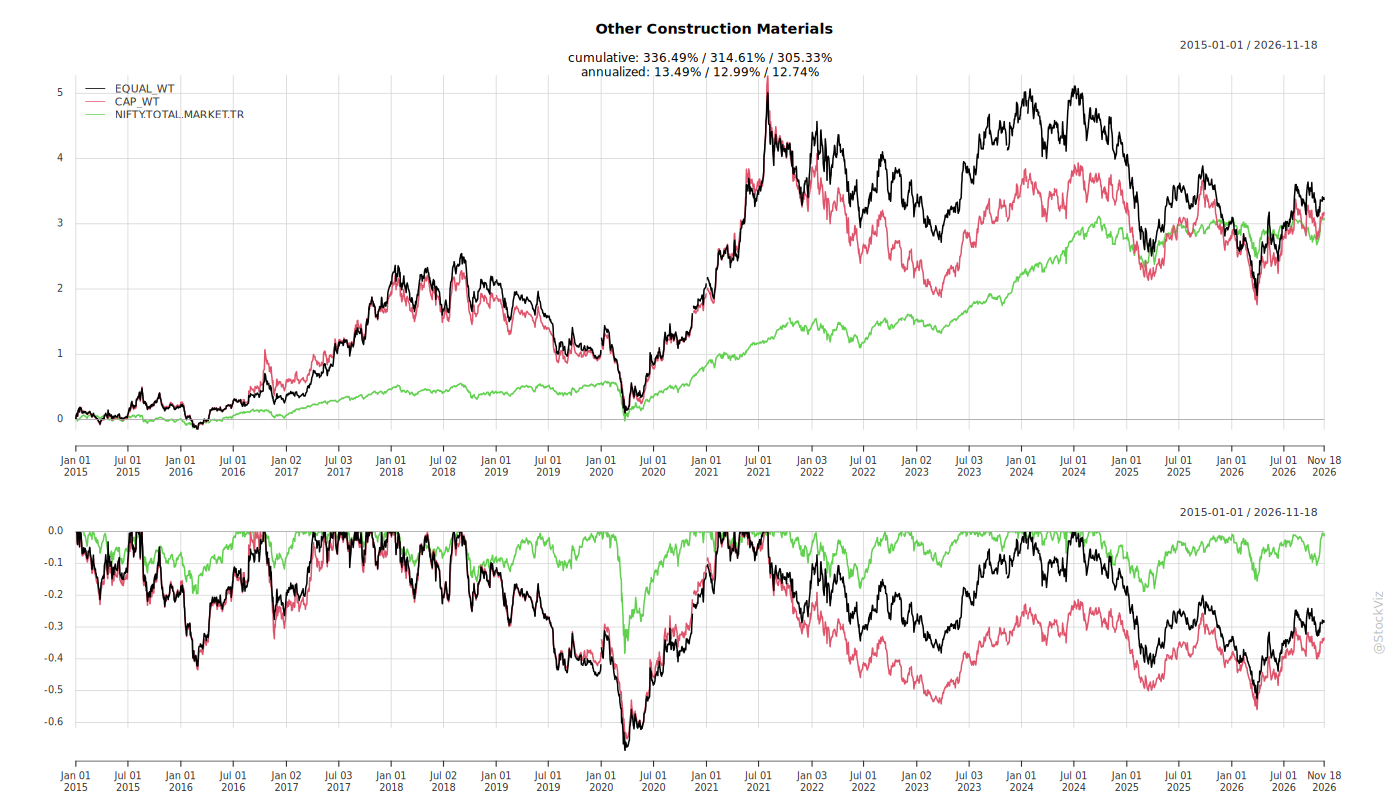 Other Construction Materials
2015-01-01 / 2026-11-18
cumulative: 336.49% / 314.61% / 305.33%
annualized: 13.49% / 12.99% / 12.74%
EQUAL_WT
CAP_WT
NIFTY.TOTAL.MARKET.TR
5
4
3
2
1
0
Jan 01 Jul 01 Jan 01 Jul 01 Jan 02 Jul 03 Jan 01 Jul 02 Jan 01 Jul 01 Jan 01 Jul 01 Jan 01 Jul 01 Jan 03 Jul 01 Jan 02 Jul 03 Jan 01 Jul 01 Jan 01 Jul 01 Jan 01 Jul 01 Nov 18
2015 2015 2016 2016 2017 2017 2018 2018 2019 2019 2020 2020 2021 2021 2022 2022 2023 2023 2024 2024 2025 2025 2026 2026 2026
2015-01-01 / 2026-11-18
0.0
-0.1
-0.2
-0.3
-0.4
-0.5
-0.6
Jan 01 Jul 01 Jan 01 Jul 01 Jan 02 Jul 03 Jan 01 Jul 02 Jan 01 Jul 01 Jan 01 Jul 01 Jan 01 Jul 01 Jan 03 Jul 01 Jan 02 Jul 03 Jan 01 Jul 01 Jan 01 Jul 01 Jan 01 Jul 01 Nov 18
2015 2015 2016 2016 2017 2017 2018 2018 2019 2019 2020 2020 2021 2021 2022 2022 2023 2023 2024 2024 2025 2025 2026 2026 2026
@StockViz